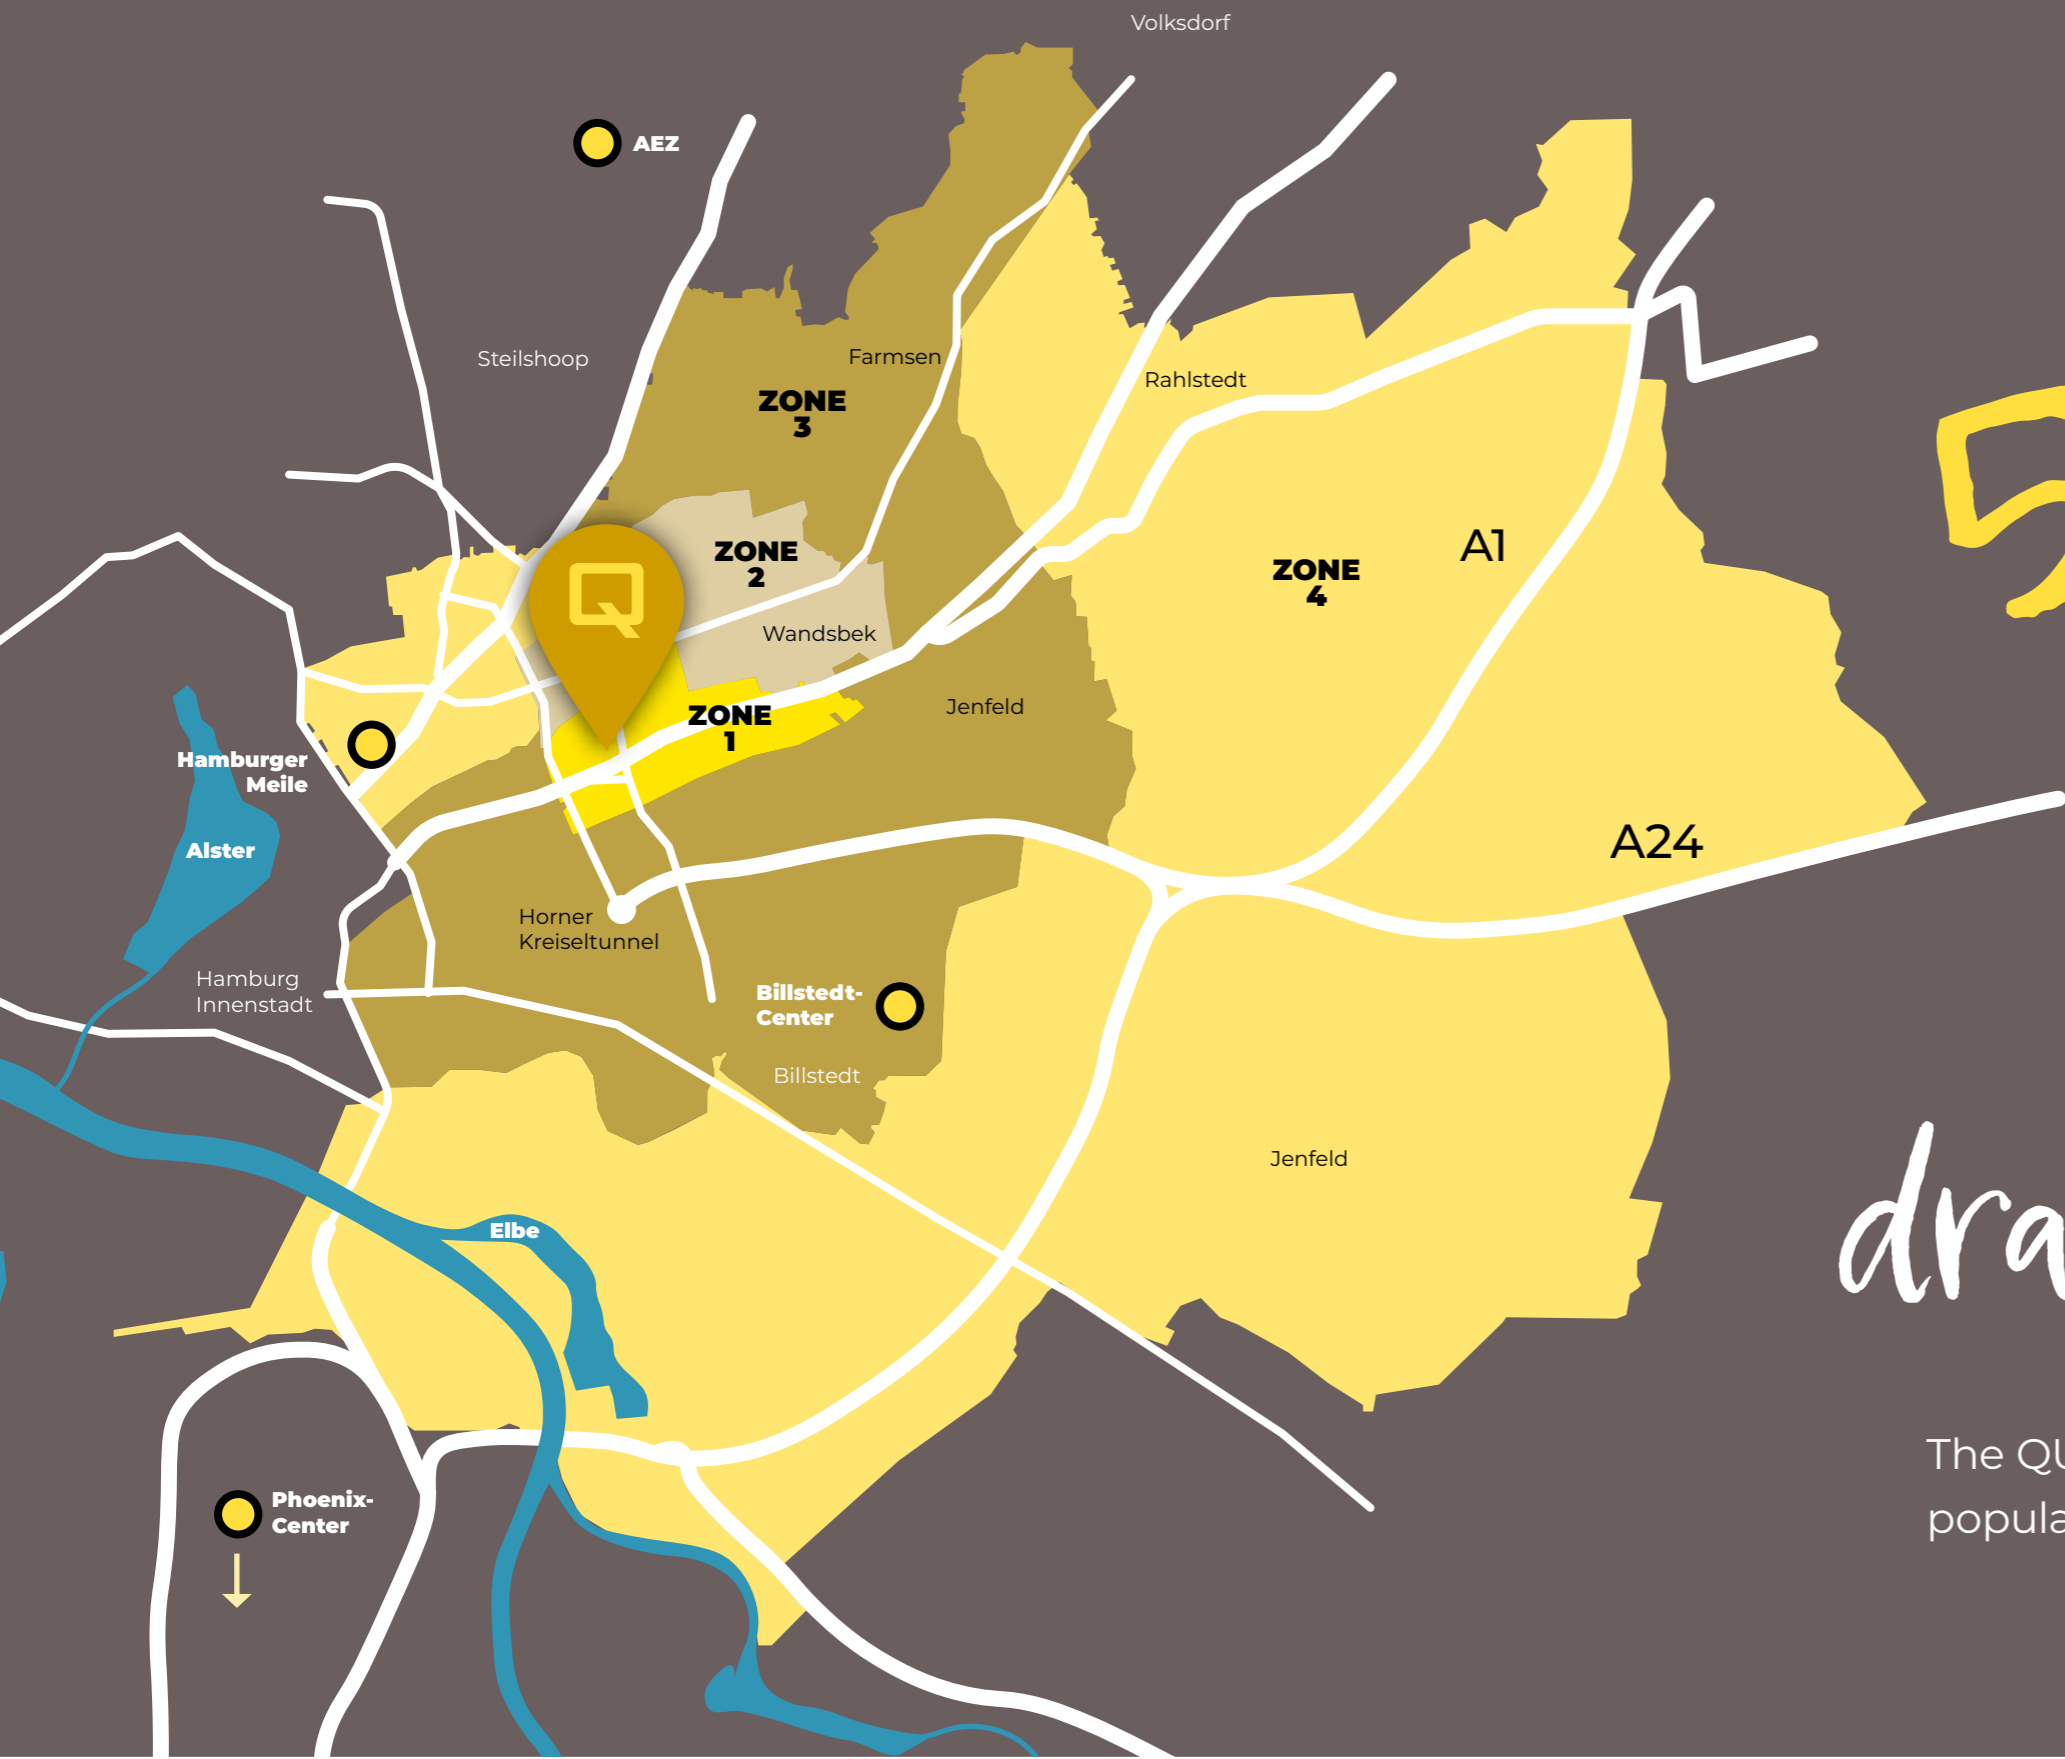 Volksdorf
AEZ
Steilshoop
Farmsen
ZONE
3
Rahlstedt
ZONE
2
ZONE
4
A1
Wandsbek
Jenfeld
ZONE
1
Hamburger
Meile
Alster
A24
Horner
Kreiseltunnel
Hamburg
Innenstadt
Billstedt-
Center
Billstedt
Jenfeld
Elbe
dra
The QU
popula
Phoenix-
Center